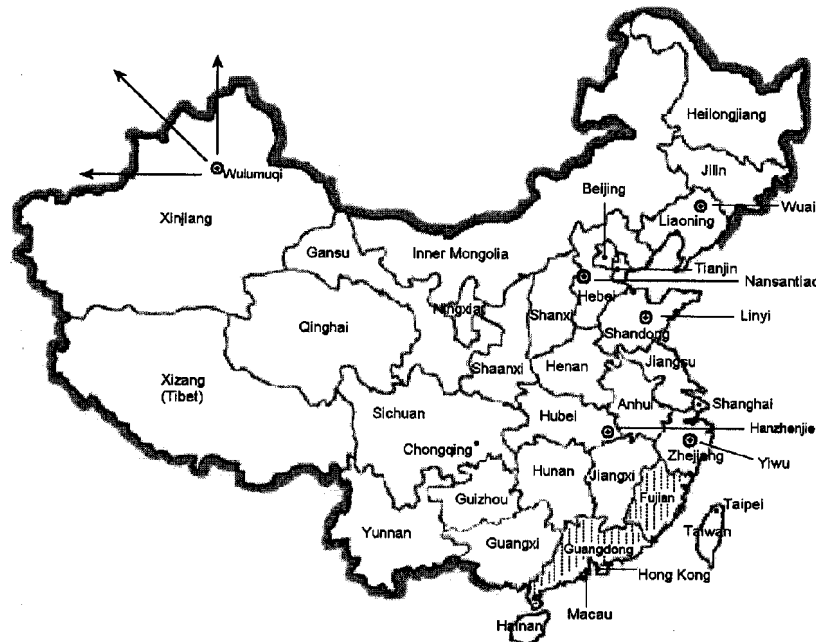 Heilongjiang
Jilin
Beijing
Wuai
Liaoning
Wulumuqi
Xinjiang
Gansu
Inner Mongolia
Tianjin
Nansantiao
Hebei
Ningxia
Shanxi
Linyi
Shandong
Qinghai
Shaanxi
Henan
Jiangsu
Xizang
(Tibet)
Sichuan
Hubei
Anhui
Shanghai
Hanzhenjie
Chongqing
Zhejiang
Yiwu
Hunan
Jiangxi
Guizhou
Fujian
Taipei
Taiwan
Yunnan
Guangxi
Guangdong
Hong Kong
Macau
Hainan